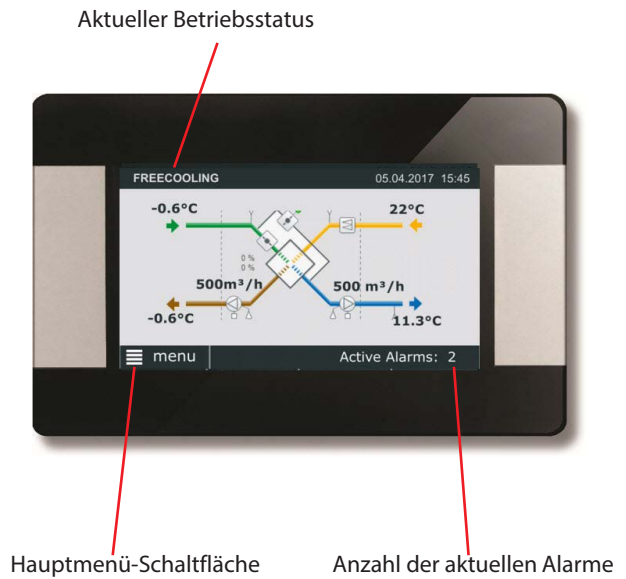 Aktueller Betriebsstatus
FREECOOLING 05.04.2017 15:45
-0.6°C 22°C
0 %
0 %
500m³/h 500 m³/h
-0.6°C 11.3°C
menu Active Alarms: 2
Hauptmenü-Schaltfläche Anzahl der aktuellen Alarme